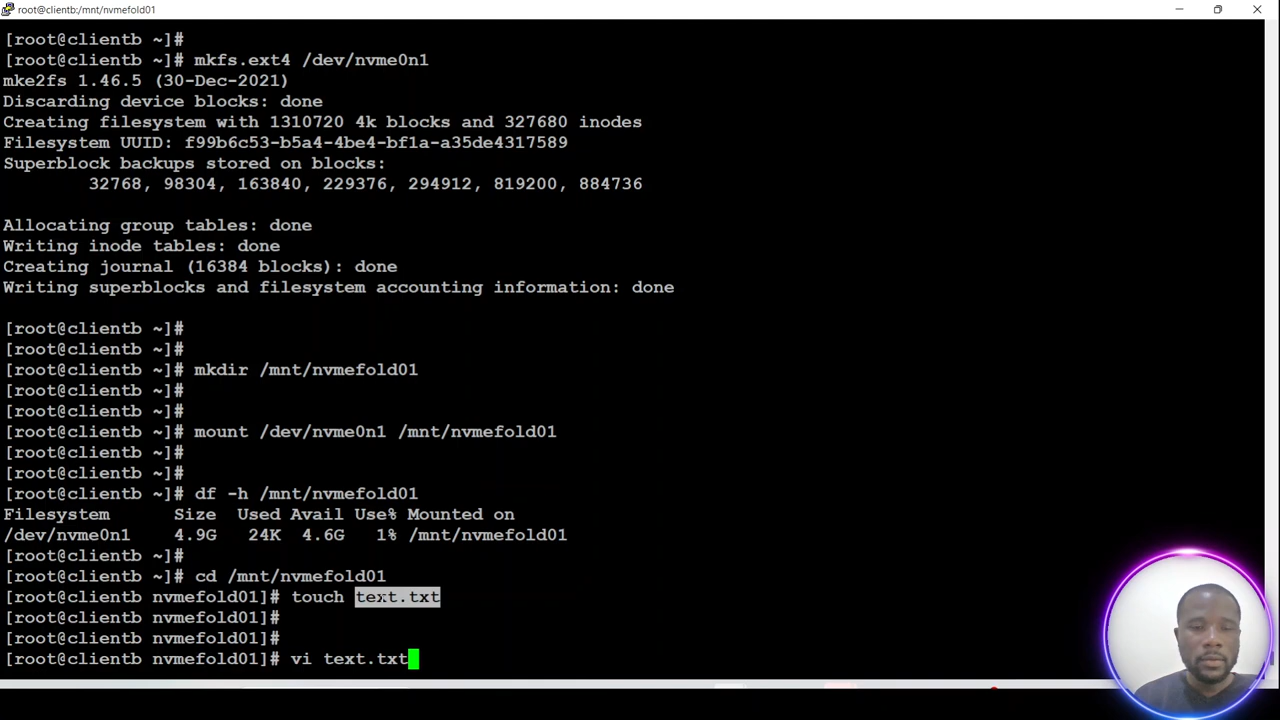 root@clientb:/mnt/nvmefold01
[root@clientb ~]#
[root@clientb ~]# mkfs.ext4 /dev/nvme0n1
mke2fs 1.46.5 (30-Dec-2021)
Discarding device blocks: done
Creating filesystem with 1310720 4k blocks and 327680 inodes
Filesystem UUID: f99b6c53-b5a4-4be4-bf1a-a35de4317589
Superblock backups stored on blocks:
        32768, 98304, 163840, 229376, 294912, 819200, 884736
Allocating group tables: done
Writing inode tables: done
Creating journal (16384 blocks): done
Writing superblocks and filesystem accounting information: done
[root@clientb ~]#
[root@clientb ~]#
[root@clientb ~]# mkdir /mnt/nvmefold01
[root@clientb ~]#
[root@clientb ~]#
[root@clientb ~]# mount /dev/nvme0n1 /mnt/nvmefold01
[root@clientb ~]#
[root@clientb ~]#
[root@clientb ~]# df -h /mnt/nvmefold01
Filesystem      Size  Used Avail Use% Mounted on
/dev/nvme0n1    4.9G   24K  4.6G   1% /mnt/nvmefold01
[root@clientb ~]#
[root@clientb ~]# cd /mnt/nvmefold01
[root@clientb nvmefold01]# touch text.txt
[root@clientb nvmefold01]#
[root@clientb nvmefold01]#
[root@clientb nvmefold01]# vi text.txt